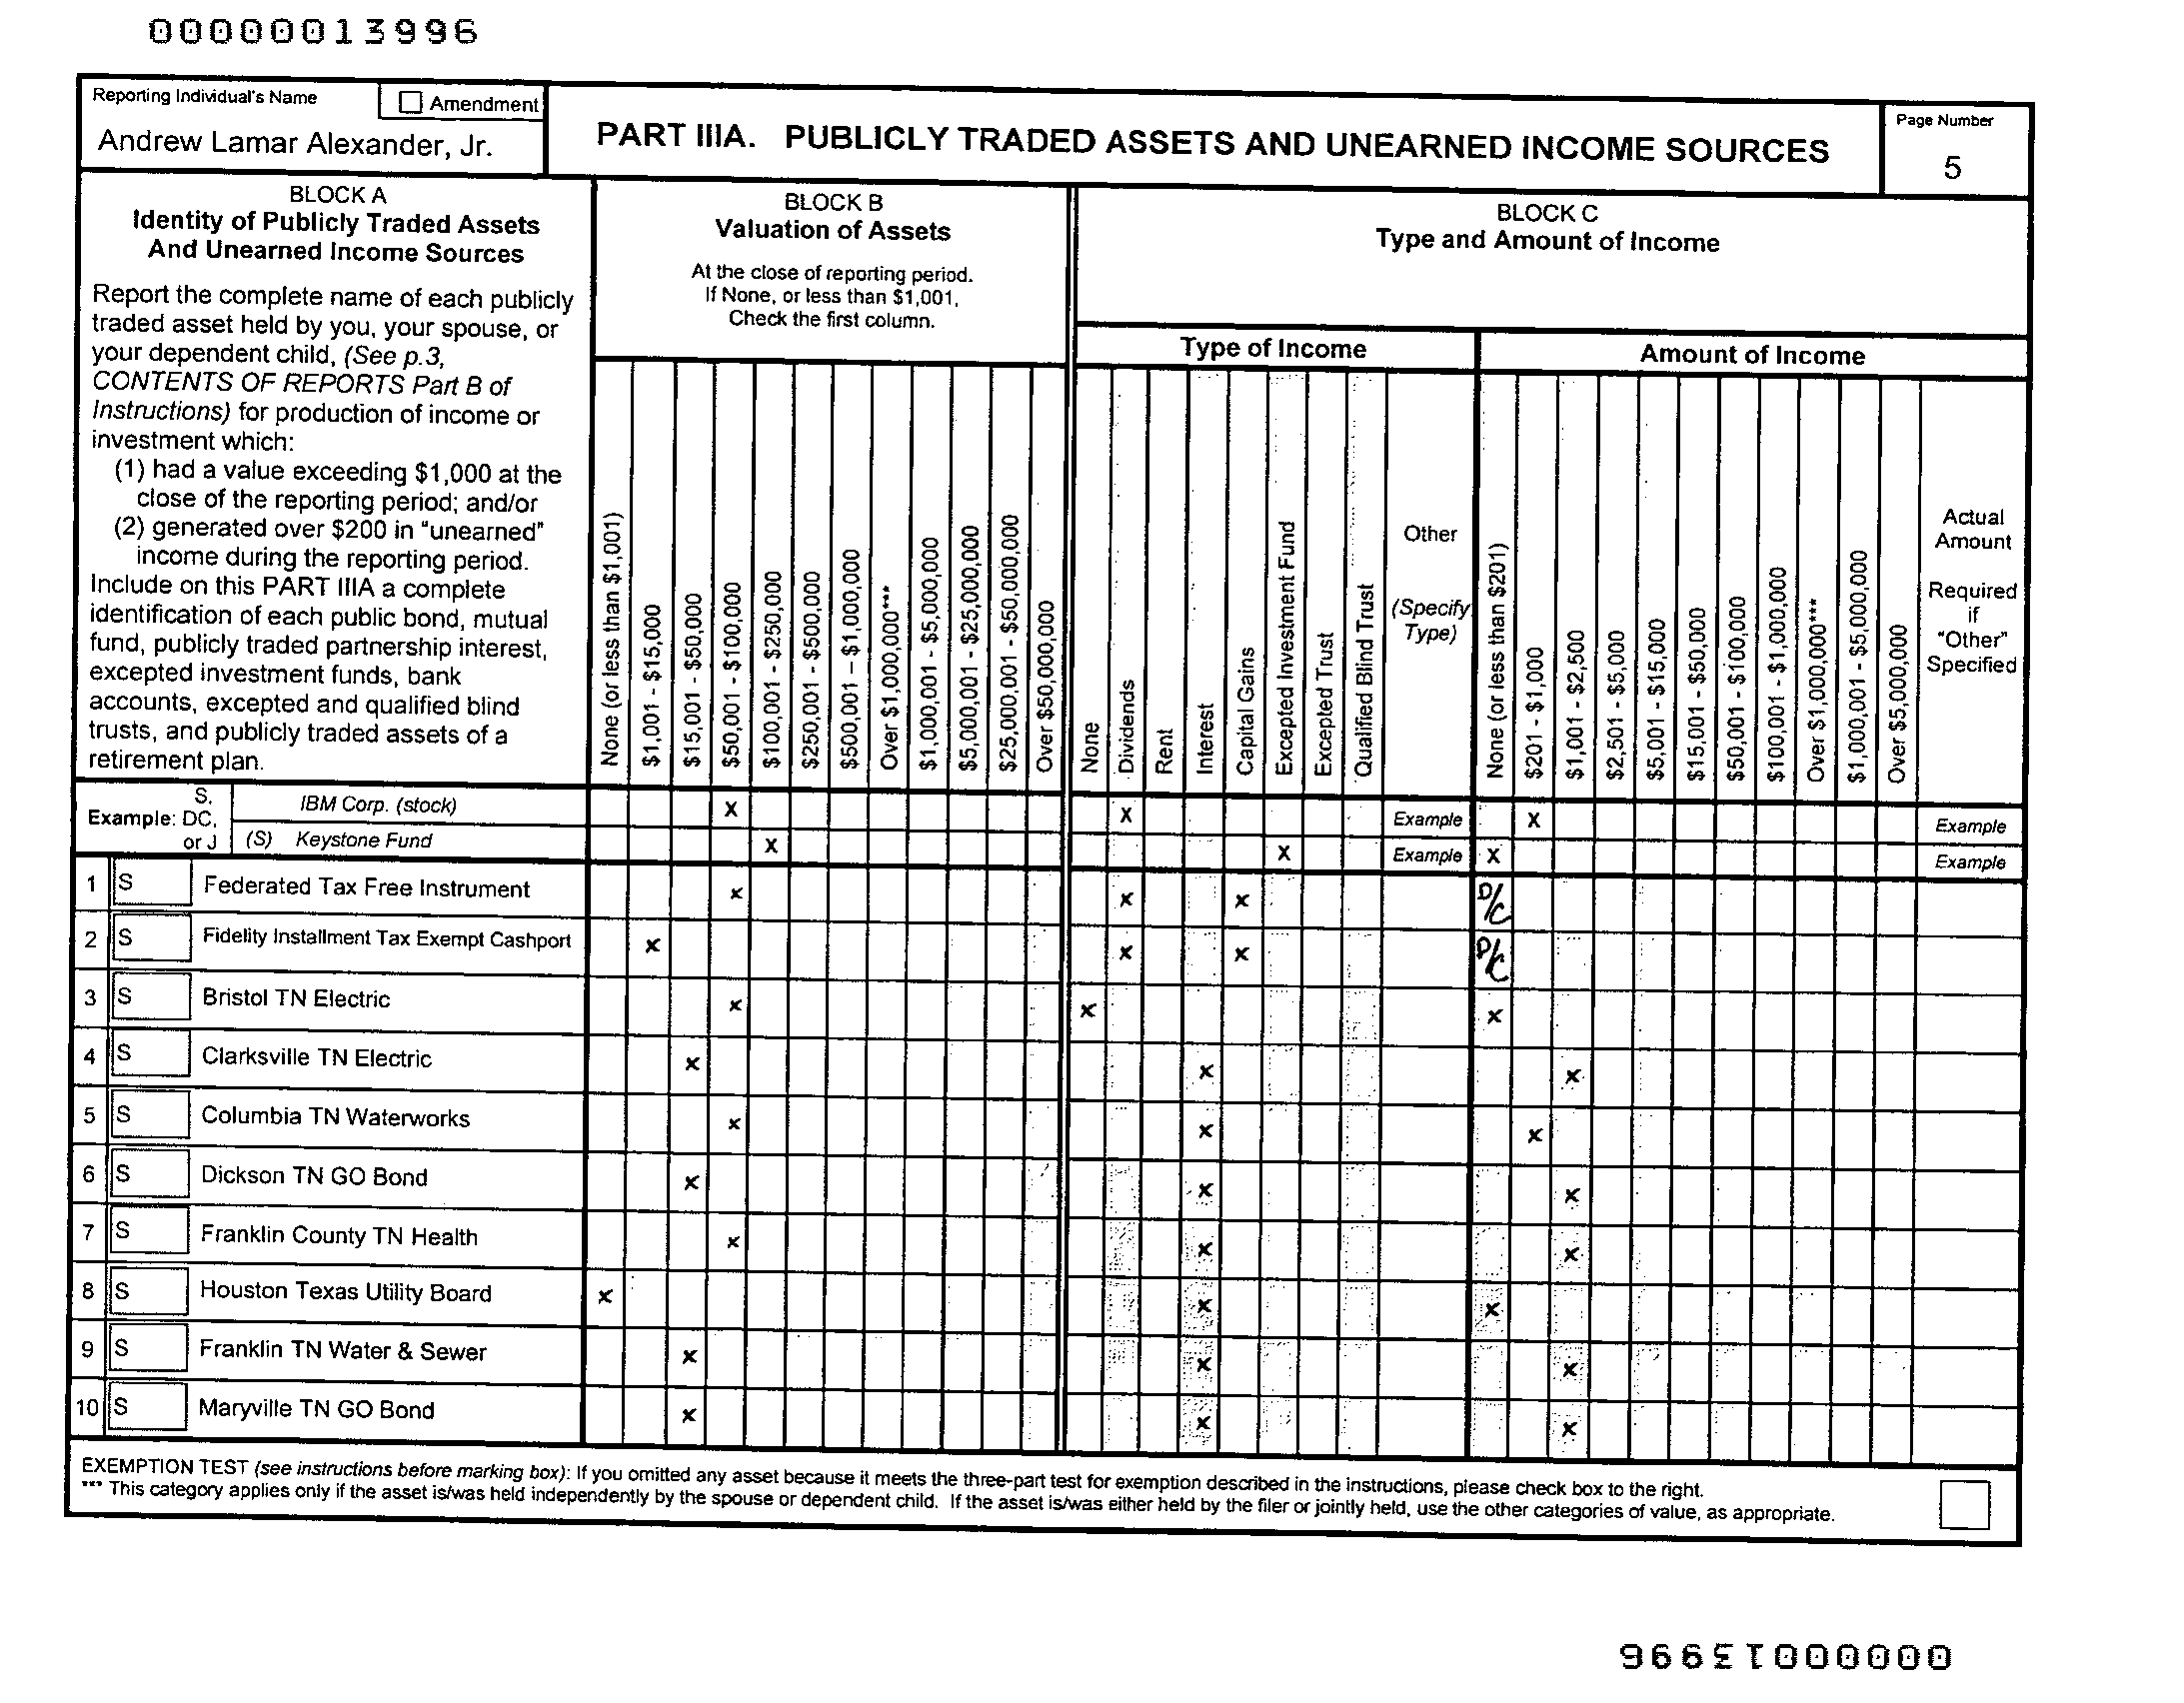 00000013996
Reporting Individual's Name
Amendment
Andrew Lamar Alexander, Jr.
PART IIIA. PUBLICLY TRADED ASSETS AND UNEARNED INCOME SOURCES
Page Number
5
BLOCK A
Identity of Publicly Traded Assets
And Unearned Income Sources
Report the complete name of each publicly
traded asset held by you, your spouse, or
your dependent child, (See p.3,
CONTENTS OF REPORTS Part B of
Instructions) for production of income or
investment which:
(1) had a value exceeding $1,000 at the
close of the reporting period; and/or
(2) generated over $200 in "unearned"
income during the reporting period.
Include on this PART IIIA a complete
identification of each public bond, mutual
fund, publicly traded partnership interest,
excepted investment funds, bank
accounts, excepted and qualified blind
trusts, and publicly traded assets of a
retirement plan.
BLOCK B
Valuation of Assets
At the close of reporting period.
If None, or less than $1,001,
Check the first column.
None (or less than $1,001)
$1,001 - $15,000
$15,001 - $50,000
$50,001 - $100,000
$100,001 - $250,000
$250,001 - $500,000
$500,001 – $1,000,000
Over $1,000,000***
$1,000,001 - $5,000,000
$5,000,001 - $25,000,000
$25,000,001 - $50,000,000
Over $50,000,000
BLOCK C
Type and Amount of Income
Type of Income
None
Dividends
Rent
Interest
Capital Gains
Excepted Investment Fund
Excepted Trust
Qualified Blind Trust
Other
(Specify
Type)
Amount of Income
None (or less than $201)
$201 - $1,000
$1,001 - $2,500
$2,501 - $5,000
$5,001 - $15,000
$15,001 - $50,000
$50,001 - $100,000
$100,001 - $1,000,000
Over $1,000,000***
$1,000,001 - $5,000,000
Over $5,000,000
Actual
Amount
Required
if
"Other"
Specified
Example: S, DC, or J
IBM Corp. (stock) X X Example X Example
(S) Keystone Fund X X Example X Example
1 S Federated Tax Free Instrument x x x D/C
2 S Fidelity Installment Tax Exempt Cashport x x x D/C
3 S Bristol TN Electric x x x
4 S Clarksville TN Electric x x x
5 S Columbia TN Waterworks x x x
6 S Dickson TN GO Bond x x x
7 S Franklin County TN Health x x x
8 S Houston Texas Utility Board x x x
9 S Franklin TN Water & Sewer x x x
10 S Maryville TN GO Bond x x x
EXEMPTION TEST (see instructions before marking box): If you omitted any asset because it meets the three-part test for exemption described in the instructions, please check box to the right.
*** This category applies only if the asset is/was held independently by the spouse or dependent child. If the asset is/was either held by the filer or jointly held, use the other categories of value, as appropriate.
00000013996